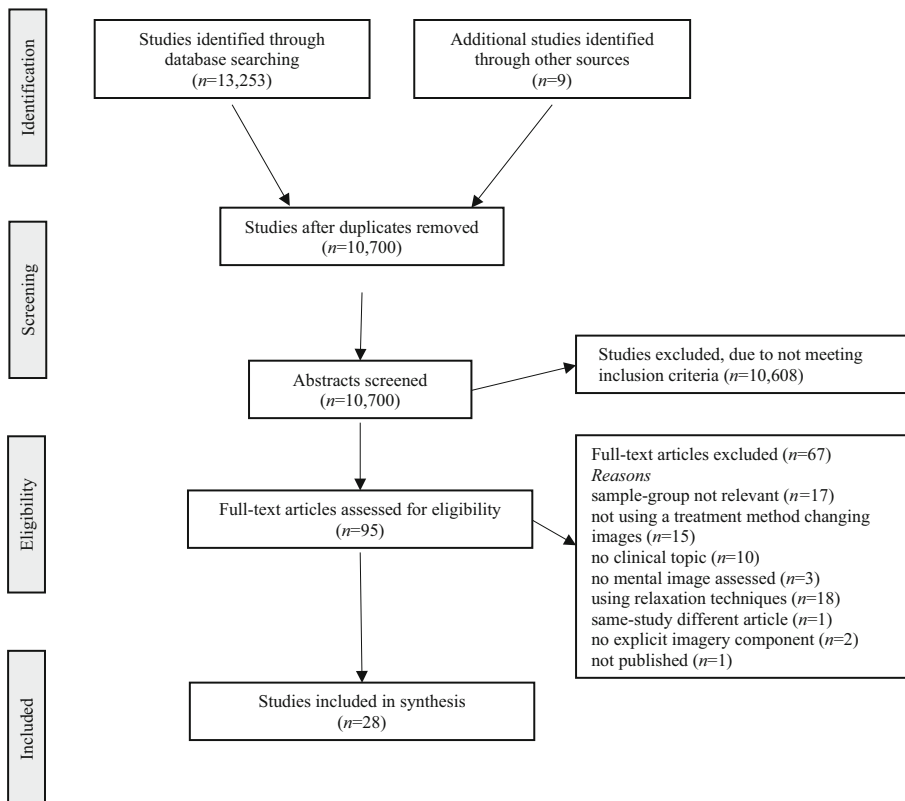 Identification
Studies identified through
database searching
(n=13,253)
Additional studies identified
through other sources
(n=9)
Screening
Studies after duplicates removed
(n=10,700)
Abstracts screened
(n=10,700)
Studies excluded, due to not meeting
inclusion criteria (n=10,608)
Eligibility
Full-text articles assessed for eligibility
(n=95)
Full-text articles excluded (n=67)
Reasons
sample-group not relevant (n=17)
not using a treatment method changing
images (n=15)
no clinical topic (n=10)
no mental image assessed (n=3)
using relaxation techniques (n=18)
same-study different article (n=1)
no explicit imagery component (n=2)
not published (n=1)
Included
Studies included in synthesis
(n=28)